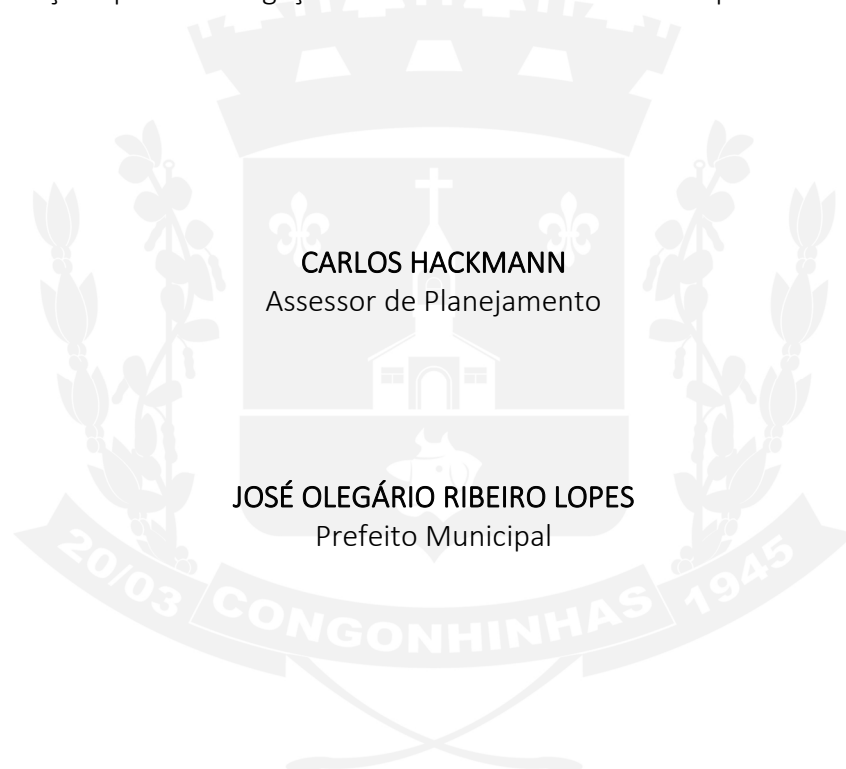 CARLOS HACKMANN
Assessor de Planejamento
JOSÉ OLEGÁRIO RIBEIRO LOPES
Prefeito Municipal
20/03 CONGONHINHAS 1945